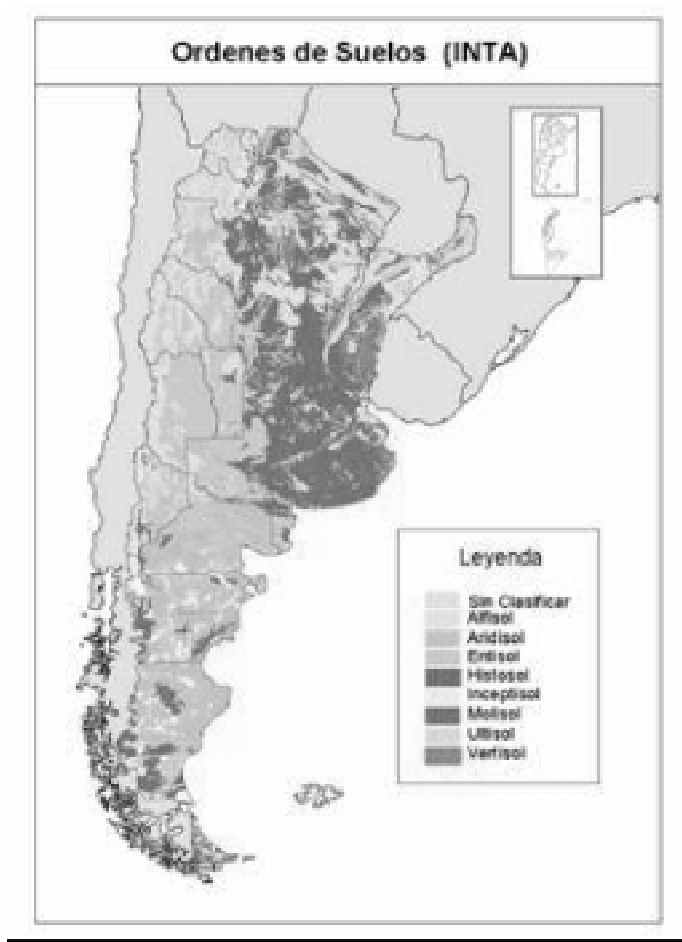 Ordenes de Suelos (INTA)
Leyenda
Sin Clasificar
Alfisol
Aridisol
Entisol
Histosol
Inceptisol
Molisol
Ultisol
Vertisol